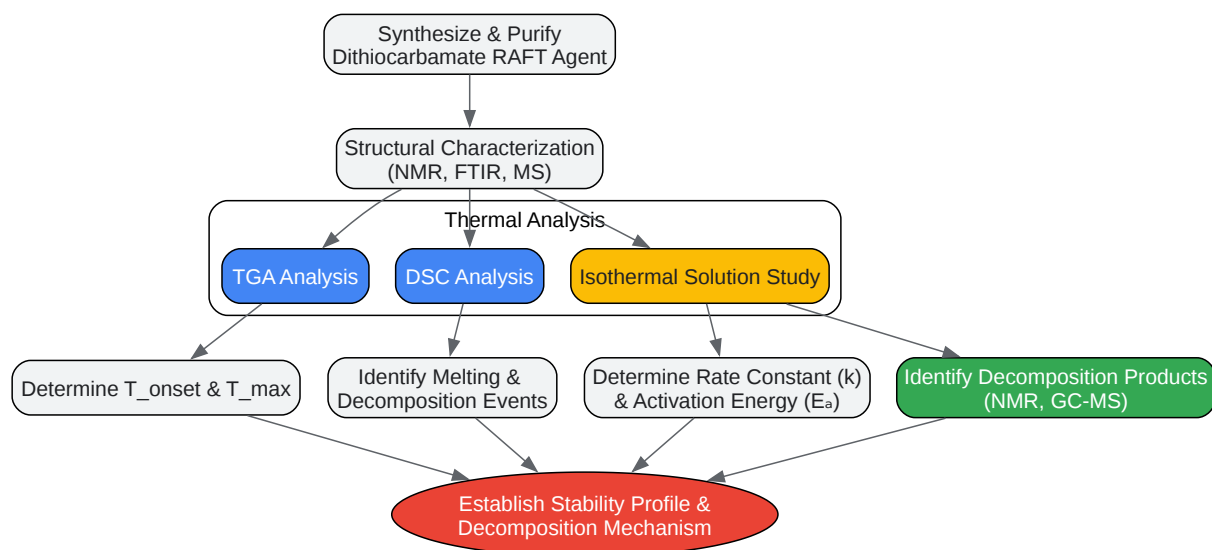 Synthesize & Purify
Dithiocarbamate RAFT Agent
Structural Characterization
(NMR, FTIR, MS)
Thermal Analysis
TGA Analysis
DSC Analysis
Isothermal Solution Study
Determine T_onset & T_max
Identify Melting &
Decomposition Events
Determine Rate Constant (k)
& Activation Energy (Eₐ)
Identify Decomposition Products
(NMR, GC-MS)
Establish Stability Profile &
Decomposition Mechanism